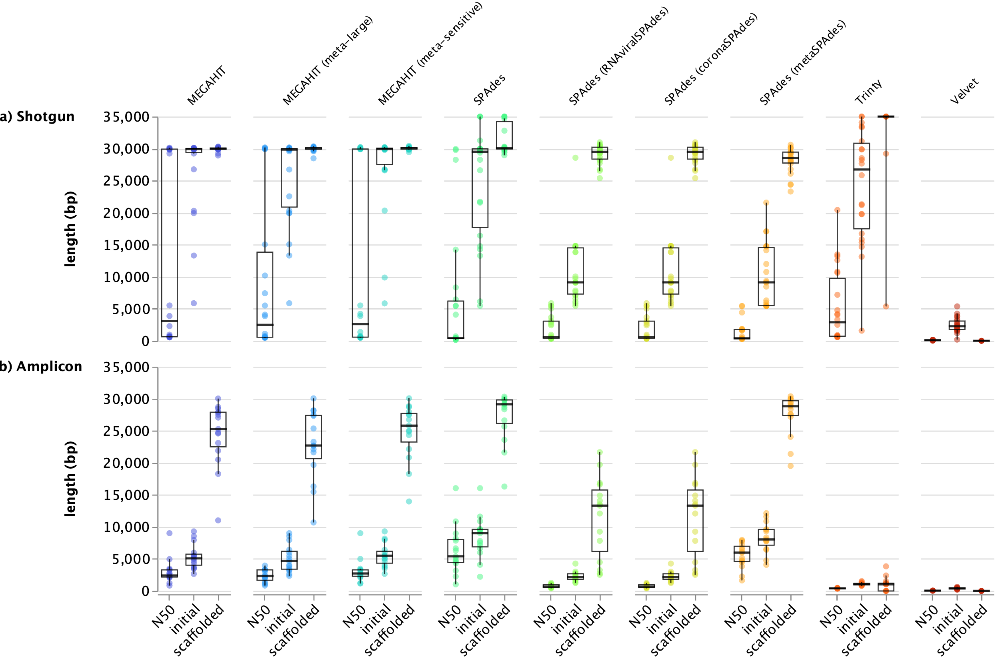 MEGAHIT
MEGAHIT (meta-large)
MEGAHIT (meta-sensitive)
SPAdes
SPAdes (RNAviralSPAdes)
SPAdes (coronaSPAdes)
SPAdes (metaSPAdes)
Trinty
Velvet
a) Shotgun
length (bp)
35,000
30,000
25,000
20,000
15,000
10,000
5,000
0
b) Amplicon
length (bp)
35,000
30,000
25,000
20,000
15,000
10,000
5,000
0
N50
initial
scaffolded
N50
initial
scaffolded
N50
initial
scaffolded
N50
initial
scaffolded
N50
initial
scaffolded
N50
initial
scaffolded
N50
initial
scaffolded
N50
initial
scaffolded
N50
initial
scaffolded